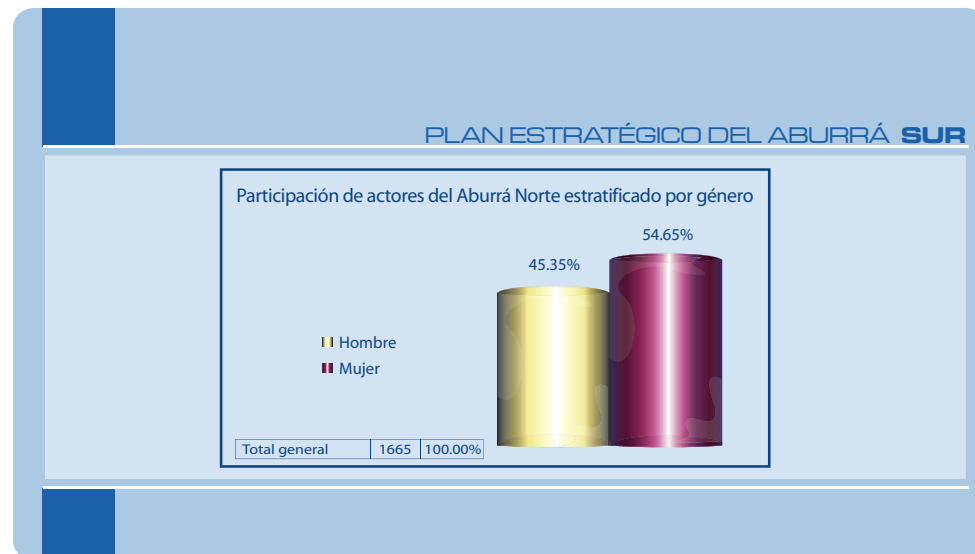 PLAN ESTRATÉGICO DEL ABURRÁ SUR
Participación de actores del Aburrá Norte estratificado por género
54.65%
45.35%
Hombre
Mujer
Total general 1665 100.00%